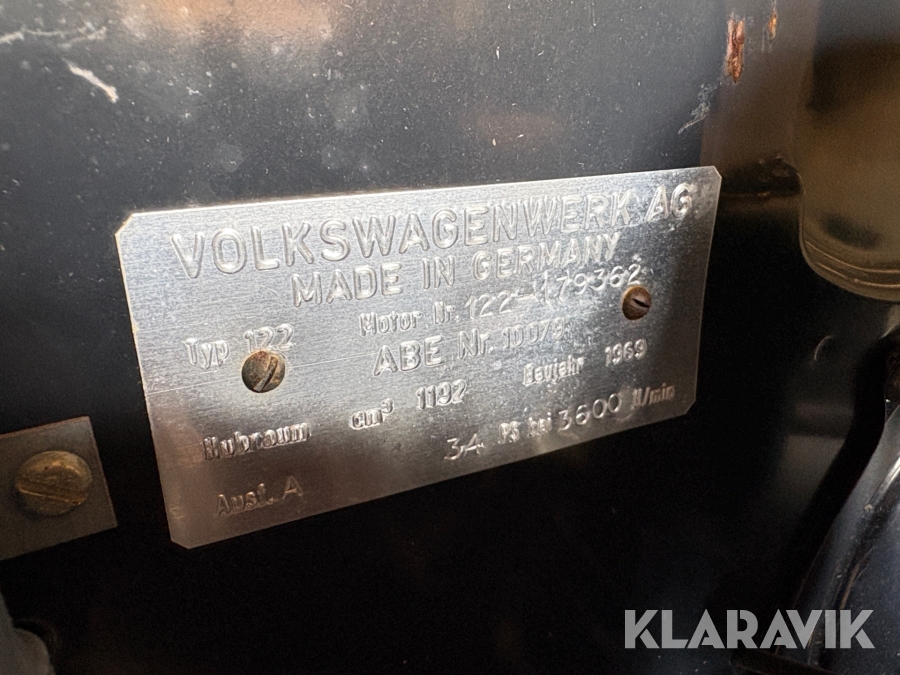 VOLKSWAGENWERK AG
MADE IN GERMANY
Typ 122 Motor Nr. 122-1179362
ABE Nr.
Hubraum cm³ 1192 Baujahr 1969
34 PS bei 3600 U/min
Ausf. A
KLARAVIK